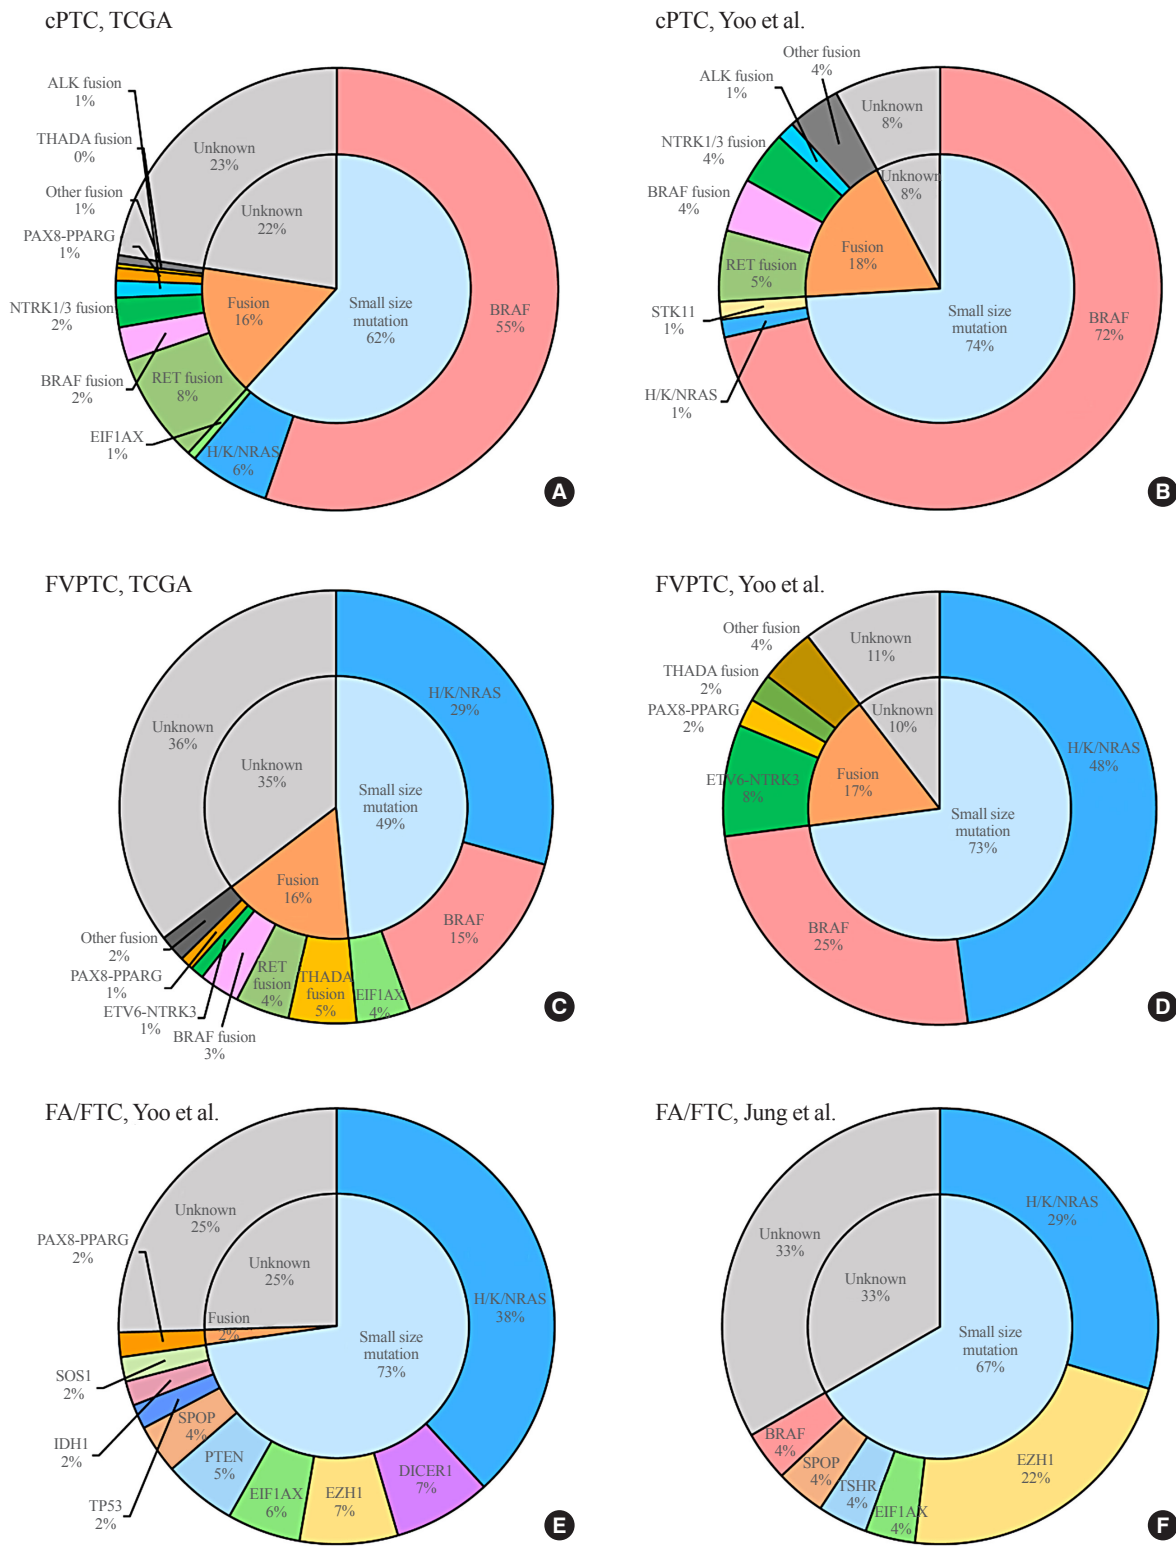 cPTC, TCGA
ALK fusion
1%
THADA fusion
0%
Other fusion
1%
PAX8-PPARG
1%
NTRK1/3 fusion
2%
BRAF fusion
2%
EIF1AX
1%
Unknown
23%
Unknown
22%
Fusion
16%
Small size
mutation
62%
BRAF
55%
RET fusion
8%
H/K/NRAS
6%
A
cPTC, Yoo et al.
Other fusion
4%
ALK fusion
1%
NTRK1/3 fusion
4%
BRAF fusion
4%
RET fusion
5%
STK11
1%
H/K/NRAS
1%
Unknown
8%
Unknown
8%
Fusion
18%
Small size
mutation
74%
BRAF
72%
B
FVPTC, TCGA
Unknown
36%
Unknown
35%
H/K/NRAS
29%
Small size
mutation
49%
Fusion
16%
BRAF
15%
Other fusion
2%
PAX8-PPARG
1%
ETV6-NTRK3
1%
BRAF fusion
3%
RET
fusion
4%
THADA
fusion
5%
EIF1AX
4%
C
FVPTC, Yoo et al.
Other fusion
4%
THADA fusion
2%
PAX8-PPARG
2%
ETV6-NTRK3
8%
Unknown
11%
Unknown
10%
Fusion
17%
Small size
mutation
73%
H/K/NRAS
48%
BRAF
25%
D
FA/FTC, Yoo et al.
Unknown
25%
Unknown
25%
PAX8-PPARG
2%
Fusion
2%
Small size
mutation
73%
H/K/NRAS
38%
SOS1
2%
IDH1
2%
TP53
2%
SPOP
4%
PTEN
5%
EIF1AX
6%
EZH1
7%
DICER1
7%
E
FA/FTC, Jung et al.
Unknown
33%
Unknown
33%
H/K/NRAS
29%
Small size
mutation
67%
BRAF
4%
SPOP
4%
TSHR
4%
EIF1AX
4%
EZH1
22%
F